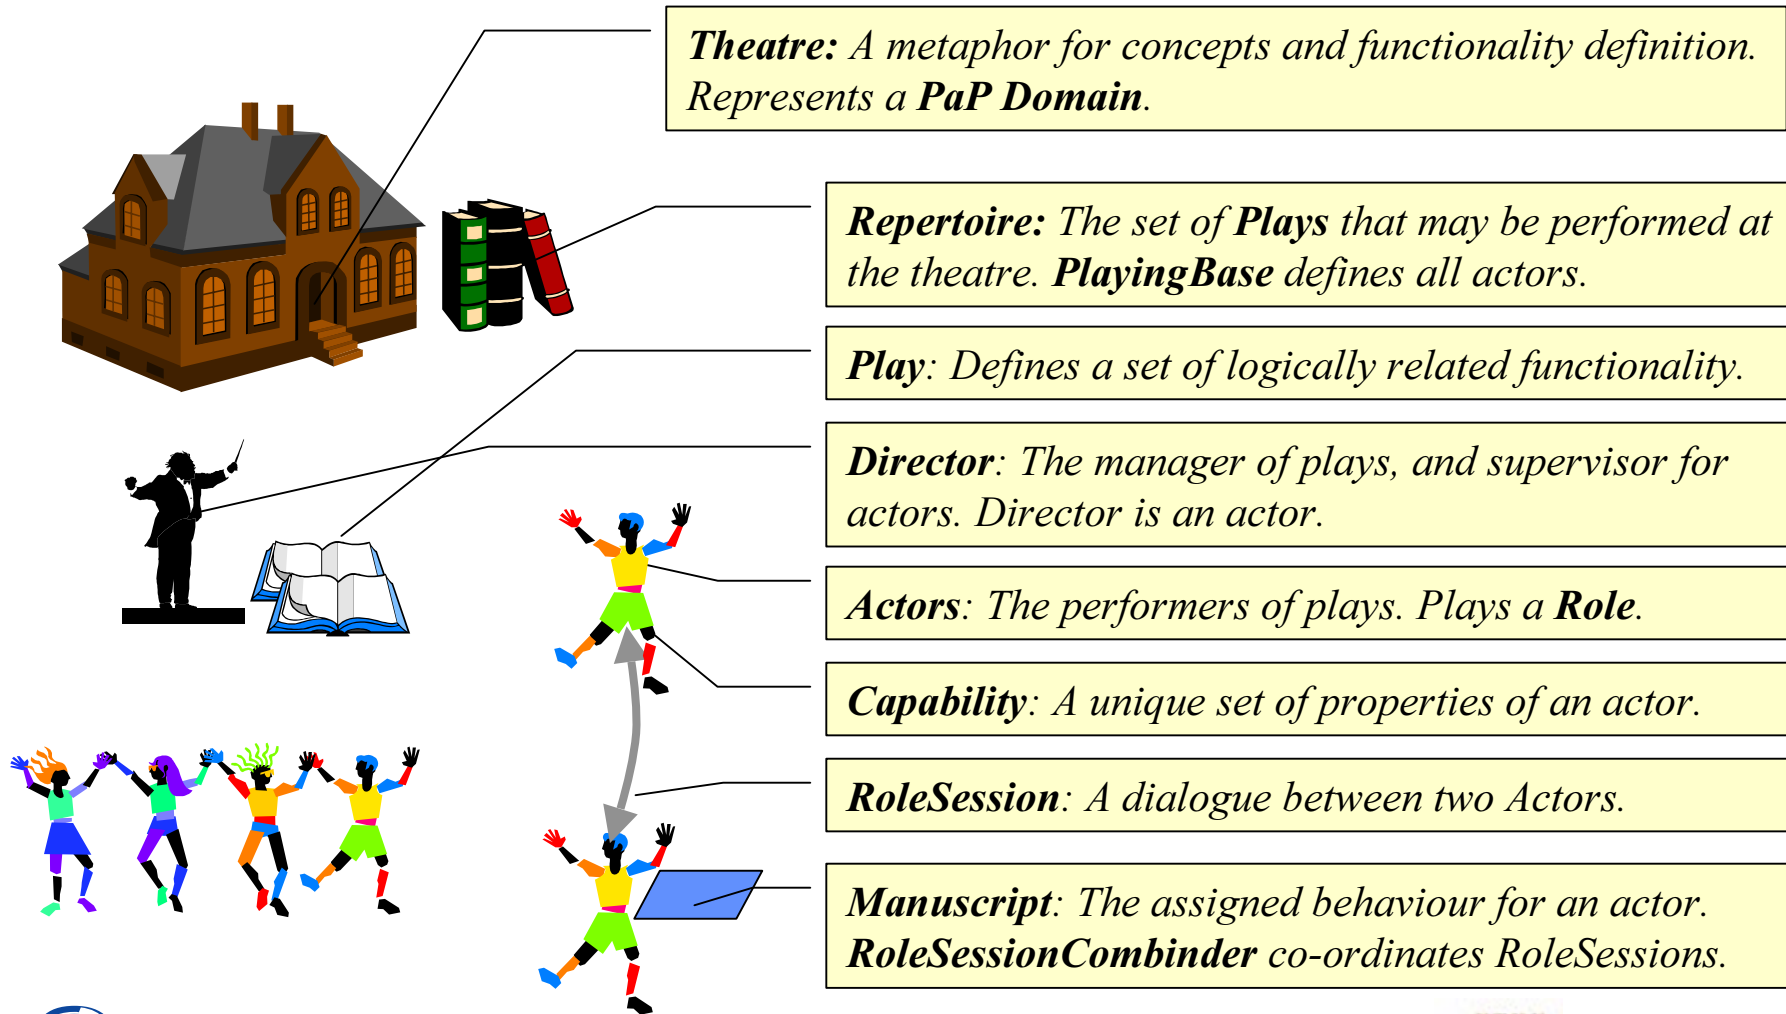 Theatre: A metaphor for concepts and functionality definition.
Represents a PaP Domain.
Repertoire: The set of Plays that may be performed at
the theatre. PlayingBase defines all actors.
Play: Defines a set of logically related functionality.
Director: The manager of plays, and supervisor for
actors. Director is an actor.
Actors: The performers of plays. Plays a Role.
Capability: A unique set of properties of an actor.
RoleSession: A dialogue between two Actors.
Manuscript: The assigned behaviour for an actor.
RoleSessionCombinder co-ordinates RoleSessions.